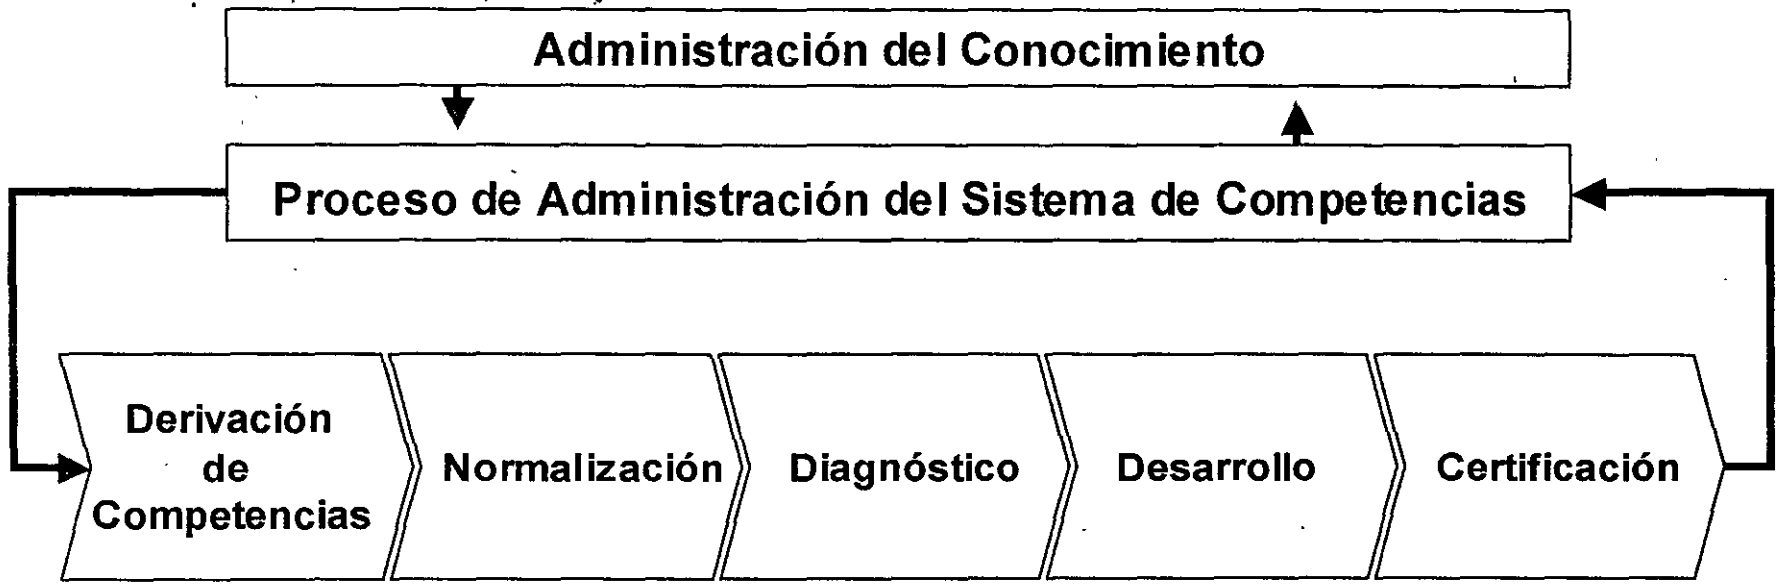 Administración del Conocimiento
Proceso de Administración del Sistema de Competencias
Derivación
de
Competencias
Normalización
Diagnóstico
Desarrollo
Certificación